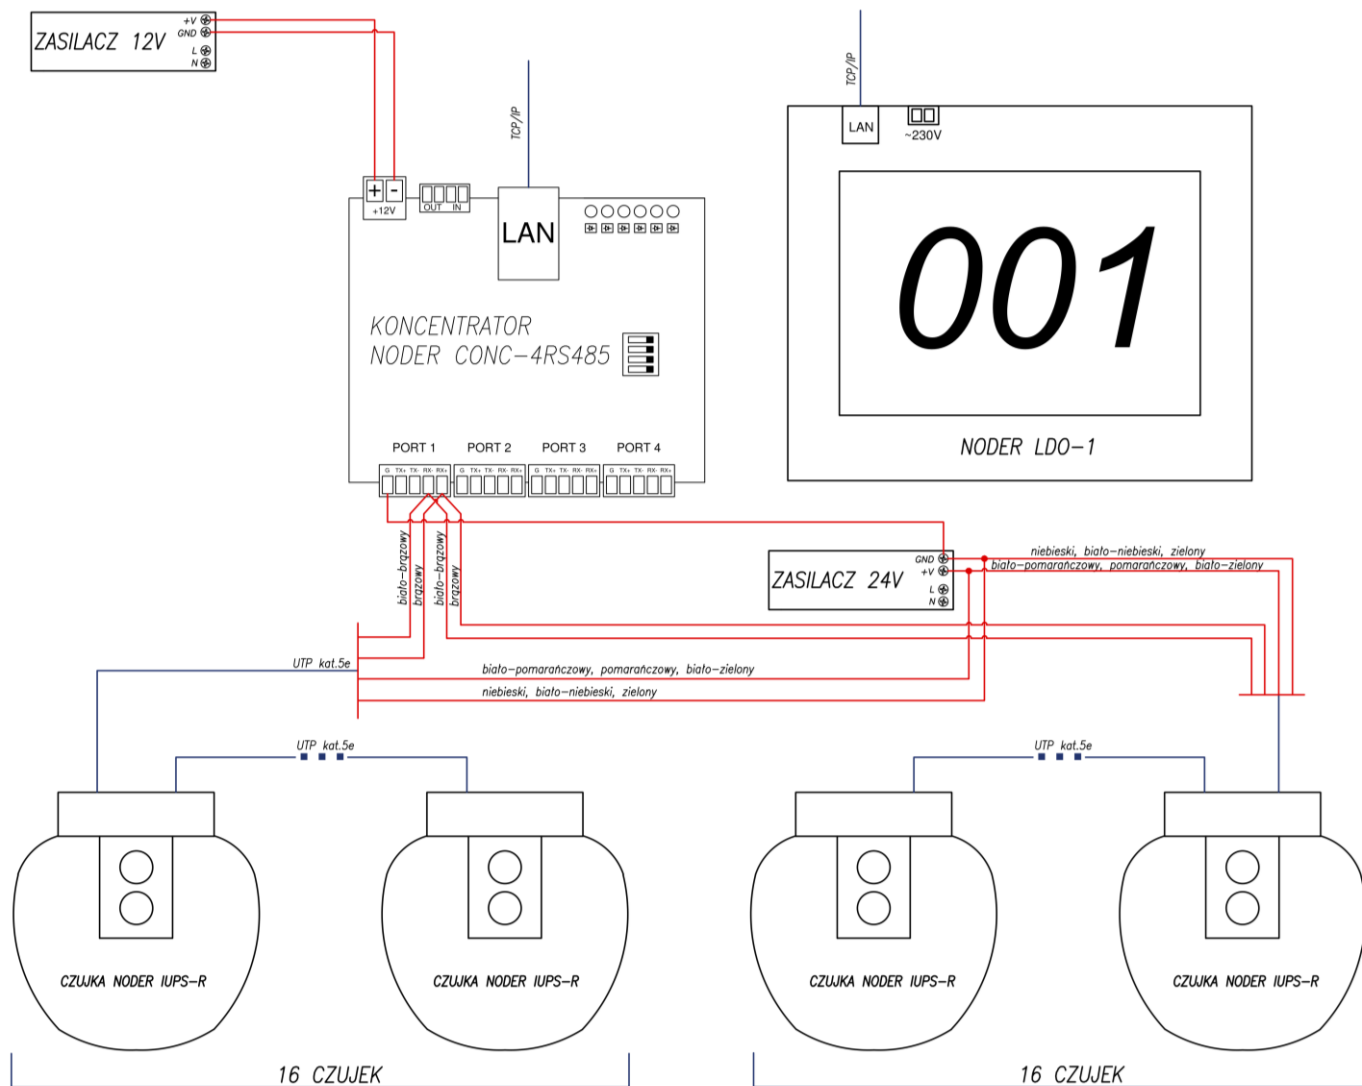 +V
GND
ZASILACZ 12V
L
N
TCP/IP
TCP/IP
LAN
~230V
+ -
+12V
OUT IN
LAN
001
KONCENTRATOR
NODER CONC-4RS485
NODER LDO-1
PORT 1 PORT 2 PORT 3 PORT 4
G TX+ TX- RX- RX+ G TX+ TX- RX- RX+ G TX+ TX- RX- RX+ G TX+ TX- RX- RX+
biało-brązowy
brązowy
biało-brązowy
brązowy
GND
+V
ZASILACZ 24V
L
N
niebieski, biało-niebieski, zielony
biało-pomarańczowy, pomarańczowy, biało-zielony
UTP kat.5e
biało-pomarańczowy, pomarańczowy, biało-zielony
niebieski, biało-niebieski, zielony
UTP kat.5e
UTP kat.5e
CZUJKA NODER IUPS-R
CZUJKA NODER IUPS-R
CZUJKA NODER IUPS-R
CZUJKA NODER IUPS-R
16 CZUJEK
16 CZUJEK